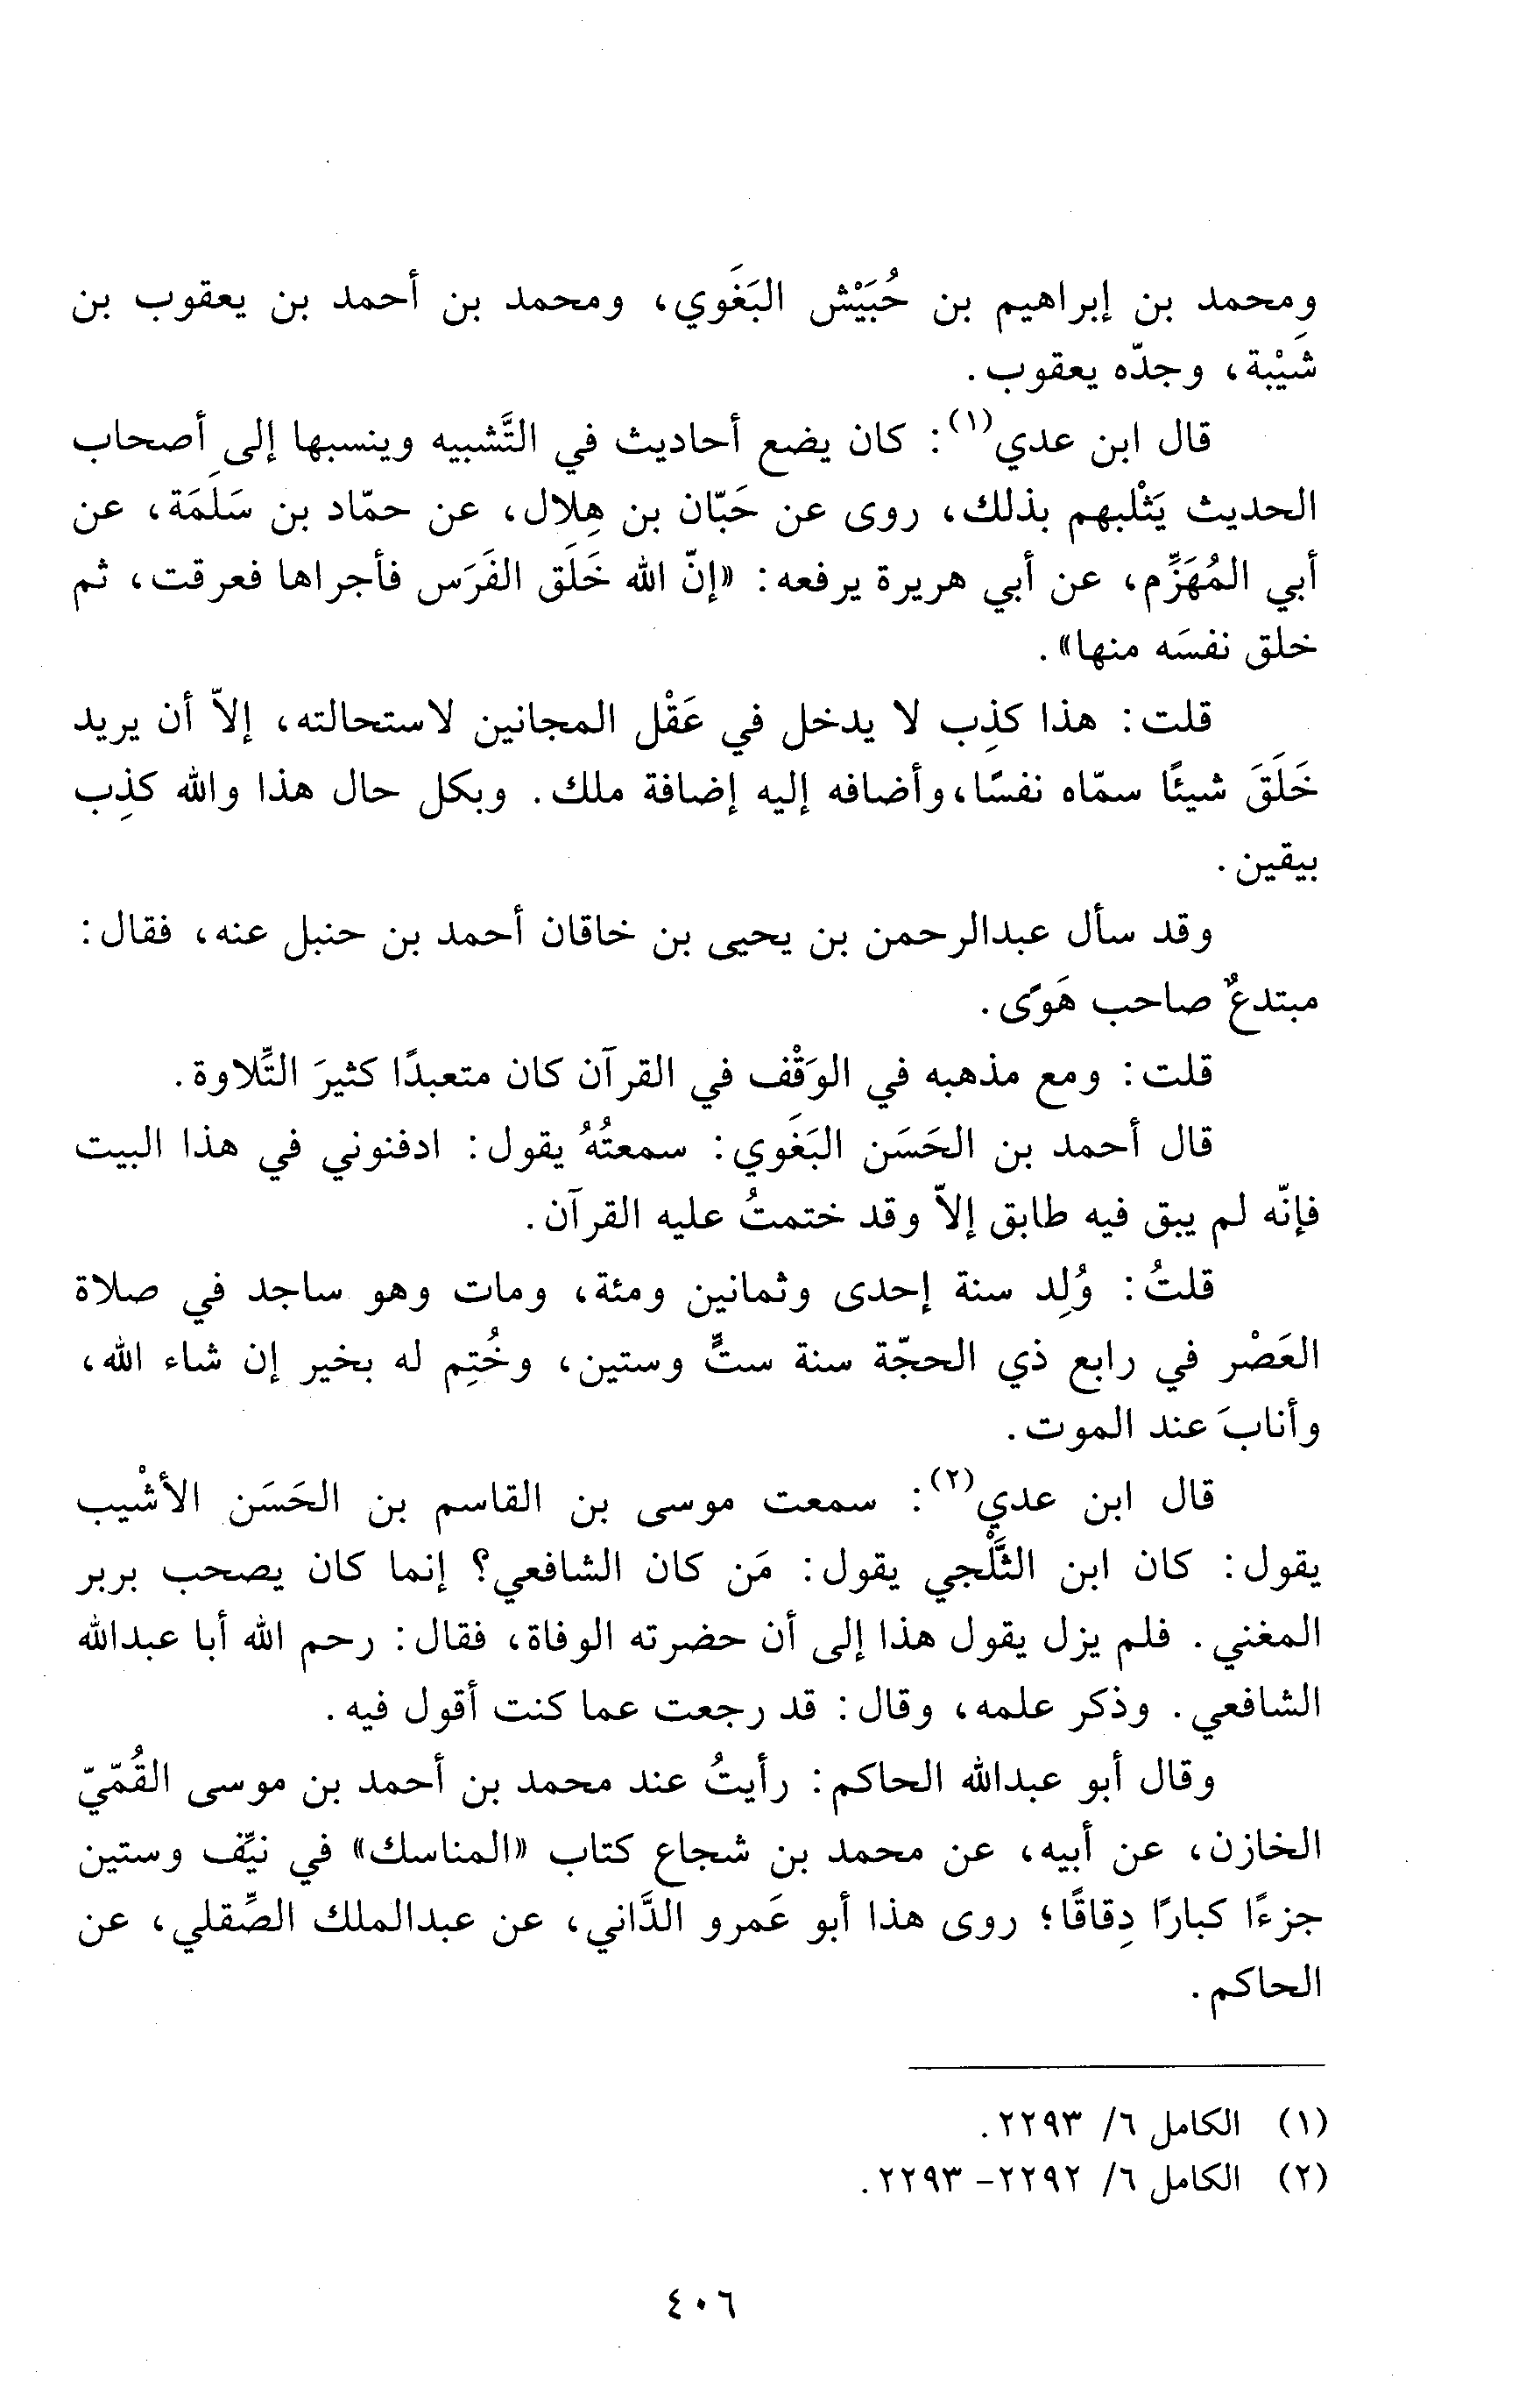 ومحمد بن إبراهيم بن حُبَيْش البَغَوي، ومحمد بن أحمد بن يعقوب بن
شَيْبة، وجدّه يعقوب.
قال ابن عدي(١): كان يضع أحاديث في التَّشبيه وينسبها إلى أصحاب
الحديث يَثْلبهم بذلك، روى عن حَبّان بن هِلال، عن حمّاد بن سَلَمَة، عن
أبي المُهَزِّم، عن أبي هريرة يرفعه: «إنّ الله خَلَق الفَرَس فأجراها فعرقت، ثم
خلق نفسَه منها».
قلت: هذا كذِب لا يدخل في عَقْل المجانين لاستحالته، إلاّ أن يريد
خَلَقَ شيئًا سمّاه نفسًا، وأضافه إليه إضافة ملك. وبكل حال هذا والله كذِب
بيقين.
وقد سأل عبدالرحمن بن يحيى بن خاقان أحمد بن حنبل عنه، فقال:
مبتدعٌ صاحب هَوًى.
قلت: ومع مذهبه في الوَقْف في القرآن كان متعبدًا كثيرَ التِّلاوة.
قال أحمد بن الحَسَن البَغَوي: سمعتُهُ يقول: ادفنوني في هذا البيت
فإنّه لم يبق فيه طابق إلاّ وقد ختمتُ عليه القرآن.
قلتُ: وُلِد سنة إحدى وثمانين ومئة، ومات وهو ساجد في صلاة
العَصْر في رابع ذي الحجّة سنة ستٍّ وستين، وخُتِم له بخير إن شاء الله،
وأنابَ عند الموت.
قال ابن عدي(٢): سمعت موسى بن القاسم بن الحَسَن الأشْيب
يقول: كان ابن الثَّلْجي يقول: مَن كان الشافعي؟ إنما كان يصحب بربر
المغني. فلم يزل يقول هذا إلى أن حضرته الوفاة، فقال: رحم الله أبا عبدالله
الشافعي. وذكر علمه، وقال: قد رجعت عما كنت أقول فيه.
وقال أبو عبدالله الحاكم: رأيتُ عند محمد بن أحمد بن موسى القُمّيّ
الخازن، عن أبيه، عن محمد بن شجاع كتاب «المناسك» في نيِّف وستين
جزءًا كبارًا دِقاقًا؛ روى هذا أبو عَمرو الدَّاني، عن عبدالملك الصِّقلي، عن
الحاكم.
(١) الكامل ٦/ ٢٢٩٣.
(٢) الكامل ٦/ ٢٢٩٢- ٢٢٩٣.
٤٠٦